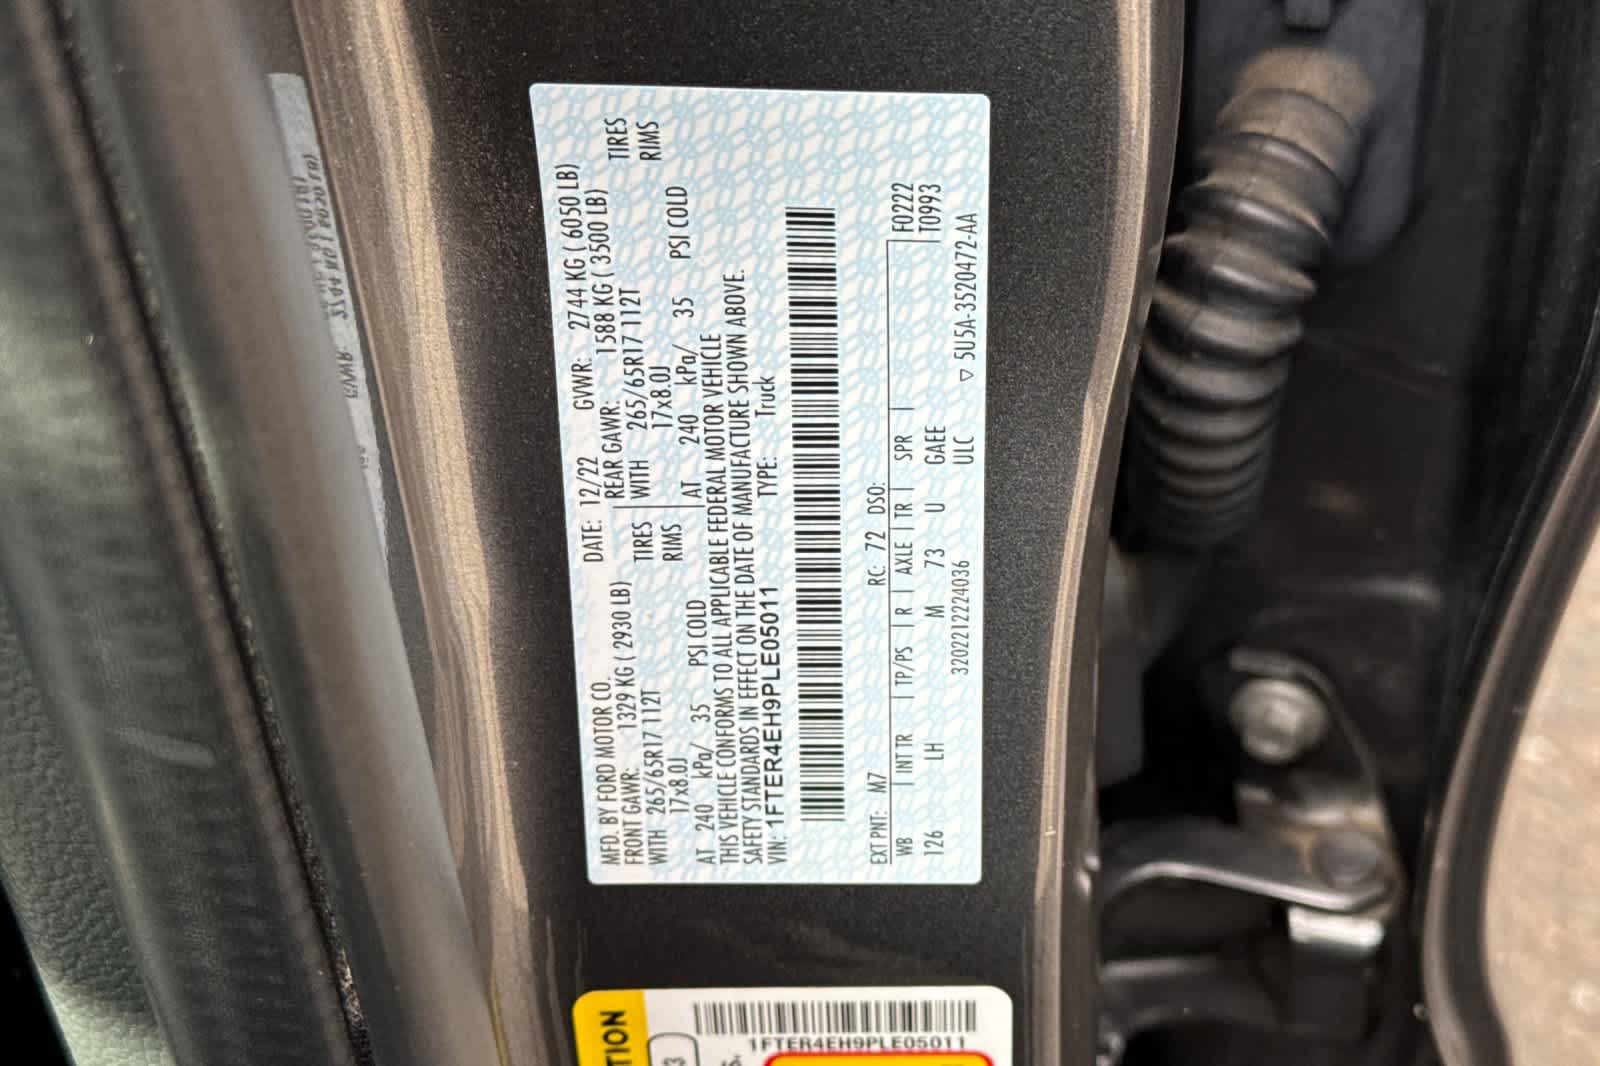 MFD. BY FORD MOTOR CO.
DATE: 12/22 GVWR: 2744 KG ( 6050 LB)
FRONT GAWR: 1329 KG ( 2930 LB) REAR GAWR: 1588 KG ( 3500 LB)
WITH 265/65R17 112T TIRES WITH 265/65R17 112T TIRES
17x8.0J RIMS 17x8.0J RIMS
AT 240 kPa/ 35 PSI COLD AT 240 kPa/ 35 PSI COLD
THIS VEHICLE CONFORMS TO ALL APPLICABLE FEDERAL MOTOR VEHICLE
SAFETY STANDARDS IN EFFECT ON THE DATE OF MANUFACTURE SHOWN ABOVE.
VIN: 1FTER4EH9PLE05011 TYPE: Truck
EXT PNT: M7 RC: 72 DSO: F0222
WB INT TR TP/PS R AXLE TR SPR T0993
126 LH M 73 U GAEE
3202212224036 ULC ▽ 5U5A-3520472-AA
TION
1FTER4EH9PLE05011